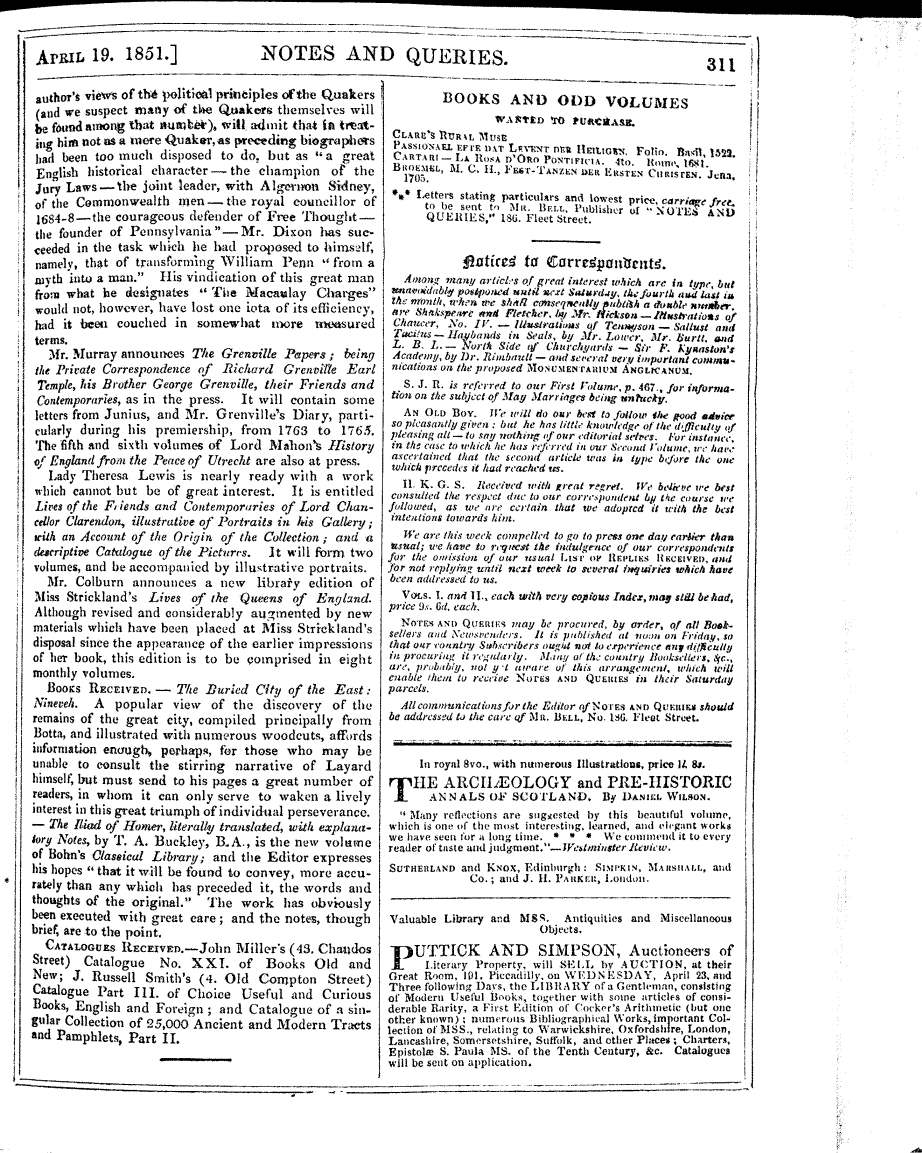 APRIL 19. 1851.] NOTES AND QUERIES. 311
author's views of the political principles of the Quakers
(and we suspect many of the Quakers themselves will
be found among that number), will admit that in treat-
ing him not as a mere Quaker, as preceding biographers
had been too much disposed to do, but as "a great
English historical character — the champion of the
Jury Laws — the joint leader, with Algernon Sidney,
of the Commonwealth men — the royal councillor of
1684-8 — the courageous defender of Free Thought —
the founder of Pennsylvania" — Mr. Dixon has suc-
ceeded in the task which he had proposed to himself,
namely, that of transforming William Penn "from a
myth into a man." His vindication of this great man
from what he designates "The Macaulay Charges"
would not, however, have lost one iota of its efficiency,
had it been couched in somewhat more measured
terms.
Mr. Murray announces The Grenville Papers; being
the Private Correspondence of Richard Grenville Earl
Temple, his Brother George Grenville, their Friends and
Contemporaries, as in the press. It will contain some
letters from Junius, and Mr. Grenville's Diary, parti-
cularly during his premiership, from 1763 to 1765.
The fifth and sixth volumes of Lord Mahon's History
of England from the Peace of Utrecht are also at press.
Lady Theresa Lewis is nearly ready with a work
which cannot but be of great interest. It is entitled
Lives of the Friends and Contemporaries of Lord Chan-
cellor Clarendon, illustrative of Portraits in his Gallery;
with an Account of the Origin of the Collection; and a
descriptive Catalogue of the Pictures. It will form two
volumes, and be accompanied by illustrative portraits.
Mr. Colburn announces a new library edition of
Miss Strickland's Lives of the Queens of England.
Although revised and considerably augmented by new
materials which have been placed at Miss Strickland's
disposal since the appearance of the earlier impressions
of her book, this edition is to be comprised in eight
monthly volumes.
BOOKS RECEIVED. — The Buried City of the East:
Nineveh. A popular view of the discovery of the
remains of the great city, compiled principally from
Botta, and illustrated with numerous woodcuts, affords
information enough, perhaps, for those who may be
unable to consult the stirring narrative of Layard
himself, but must send to his pages a great number of
readers, in whom it can only serve to waken a lively
interest in this great triumph of individual perseverance.
— The Iliad of Homer, literally translated, with explana-
tory Notes, by T. A. Buckley, B.A., is the new volume
of Bohn's Classical Library; and the Editor expresses
his hopes "that it will be found to convey, more accu-
rately than any which has preceded it, the words and
thoughts of the original." The work has obviously
been executed with great care; and the notes, though
brief, are to the point.
CATALOGUES RECEIVED.—John Miller's (43. Chandos
Street) Catalogue No. XXI. of Books Old and
New; J. Russell Smith's (4. Old Compton Street)
Catalogue Part III. of Choice Useful and Curious
Books, English and Foreign; and Catalogue of a sin-
gular Collection of 25,000 Ancient and Modern Tracts
and Pamphlets, Part II.
BOOKS AND ODD VOLUMES
WANTED TO PURCHASE.
CLARE'S RURAL MUSE
PASSIONAEL EFTE DAT LEVENT DER HEILIGEN. Folio. Basil, 1522.
CARTARI — LA ROSA D'ORO PONTIFICIA. 4to. Rome, 1681.
BROEMEL, M. C. H., FEST-TANZEN DER ERSTEN CHRISTEN. Jena,
1705.
*** Letters stating particulars and lowest price, carriage free,
to be sent to MR. BELL, Publisher of "NOTES AND
QUERIES," 186. Fleet Street.
Notices to Correspondents.
Among many articles of great interest which are in type, but
unavoidably postponed until next Saturday, the fourth and last in
the month, when we shall consequently publish a double number,
are Shakspeare and Fletcher, by Mr. Hickson — Illustrations of
Chaucer, No. IV. — Illustrations of Tennyson — Sallust and
Tacitus — Haybands in Seals, by Mr. Lower, Mr. Burtt, and
L. B. L. — North Side of Churchyards — Sir F. Kynaston's
Academy, by Dr. Rimbault — and several very important commu-
nications on the proposed MONUMENTARIUM ANGLICANUM.
S. J. R. is referred to our First Volume, p. 467., for informa-
tion on the subject of May Marriages being unlucky.
AN OLD BOY. We will do our best to follow the good advice
so pleasantly given; but he has little knowledge of the difficulty of
pleasing all — to say nothing of our editorial selves. For instance,
in the case to which he has referred in our Second Volume, we have
ascertained that the second article was in type before the one
which precedes it had reached us.
H. K. G. S. Received with great regret. We believe we best
consulted the respect due to our correspondent by the course we
followed, as we are certain that we adopted it with the best
intentions towards him.
We are this week compelled to go to press one day earlier than
usual; we have to request the indulgence of our correspondents
for the omission of our usual LIST OF REPLIES RECEIVED, and
for not replying until next week to several inquiries which have
been addressed to us.
VOLS. I. and II., each with very copious Index, may still be had,
price 9s. 6d. each.
NOTES AND QUERIES may be procured, by order, of all Book-
sellers and Newsvenders. It is published at noon on Friday, so
that our country Subscribers ought not to experience any difficulty
in procuring it regularly. Many of the country Booksellers, &c.,
are, probably, not yet aware of this arrangement, which will
enable them to receive NOTES AND QUERIES in their Saturday
parcels.
All communications for the Editor of NOTES AND QUERIES should
be addressed to the care of MR. BELL, No. 186. Fleet Street.
In royal 8vo., with numerous Illustrations, price 1l. 8s.
THE ARCHÆOLOGY and PRE-HISTORIC
ANNALS OF SCOTLAND. By DANIEL WILSON.
"Many reflections are suggested by this beautiful volume,
which is one of the most interesting, learned, and elegant works
we have seen for a long time. * * * We commend it to every
reader of taste and judgment."—Westminster Review.
SUTHERLAND and KNOX, Edinburgh: SIMPKIN, MARSHALL, and
Co.; and J. H. PARKER, London.
Valuable Library and MSS. Antiquities and Miscellaneous
Objects.
PUTTICK AND SIMPSON, Auctioneers of
Literary Property, will SELL by AUCTION, at their
Great Room, 191. Piccadilly, on WEDNESDAY, April 23, and
Three following Days, the LIBRARY of a Gentleman, consisting
of Modern Useful Books, together with some articles of consi-
derable Rarity, a First Edition of Cocker's Arithmetic (but one
other known); numerous Bibliographical Works, important Col-
lection of MSS., relating to Warwickshire, Oxfordshire, London,
Lancashire, Somersetshire, Suffolk, and other Places; Charters,
Epistolæ S. Paula MS. of the Tenth Century, &c. Catalogues
will be sent on application.